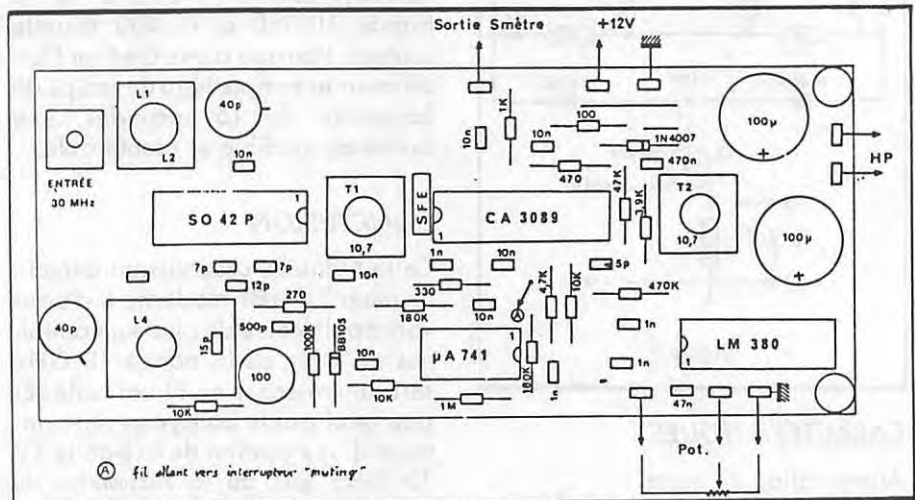 Sortie Smètre
+12V
L1
40p
L2
10n
ENTRÉE
30 MHz
10n
1K
10n
100
1N4007
470n
470
100µ
+
HP
SO 42 P
1
T1
10,7
SFE
CA 3089
1
47K
3,9K
T2
10,7
100µ
+
7p
7p
12p
10n
1n
10n
330
5p
270
180K
10n
A
4,7K
10K
470K
40p
L4
15p
500p
100
100K
BB105
10n
µA 741
1
180K
1n
1n
1n
LM 380
10K
10K
1M
47n
Pot.
A fil allant vers interrupteur "muting"
CARACTÉRISTIQUES